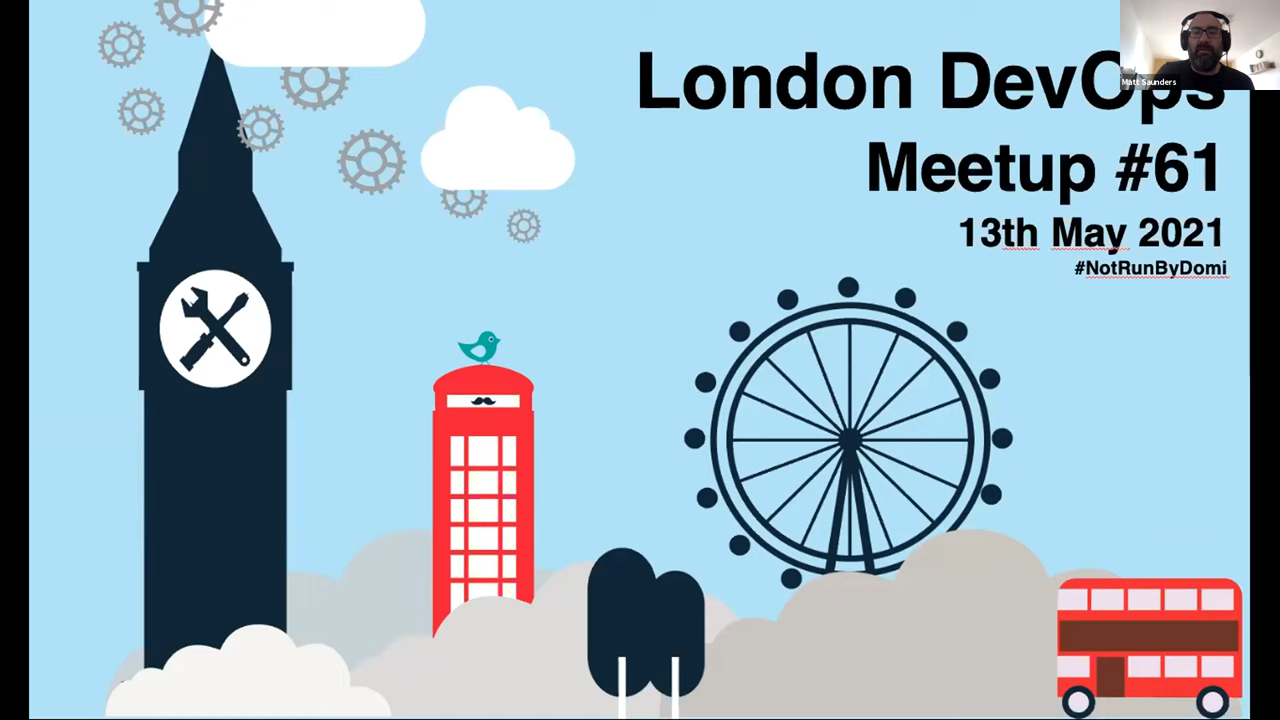 London DevOps
Meetup #61
13th May 2021
#NotRunByDomi
Matt Saunders